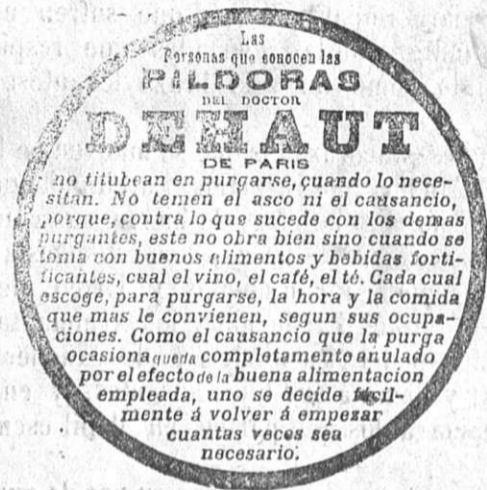 Las
Personas que conocen las
PILDORAS
DEL DOCTOR
DEHAUT
DE PARIS
no titubean en purgarse, cuando lo nece-
sitan. No temen el asco ni el causancio,
porque, contra lo que sucede con los demas
purgantes, este no obra bien sino cuando se
toma con buenos alimentos y bebidas forti-
ficantes, cual el vino, el café, el té. Cada cual
escoge, para purgarse, la hora y la comida
que mas le convienen, segun sus ocupa-
ciones. Como el causancio que la purga
ocasiona queda completamente anulado
por el efecto de la buena alimentacion
empleada, uno se decide fácil-
mente á volver á empezar
cuantas veces sea
necesario.